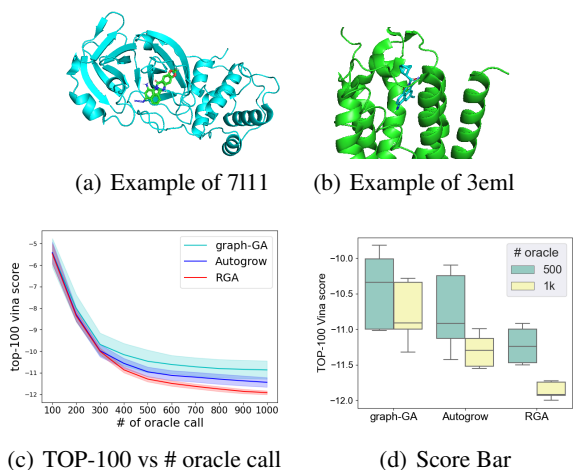 (a) Example of 7l11
(b) Example of 3eml
top-100 vina score
−5
−6
−7
−8
−9
−10
−11
−12
graph-GA
Autogrow
RGA
100 200 300 400 500 600 700 800 900 1000
# of oracle call
(c) TOP-100 vs # oracle call
TOP-100 Vina score
−10.0
−10.5
−11.0
−11.5
−12.0
# oracle
500
1k
graph-GA Autogrow RGA
(d) Score Bar